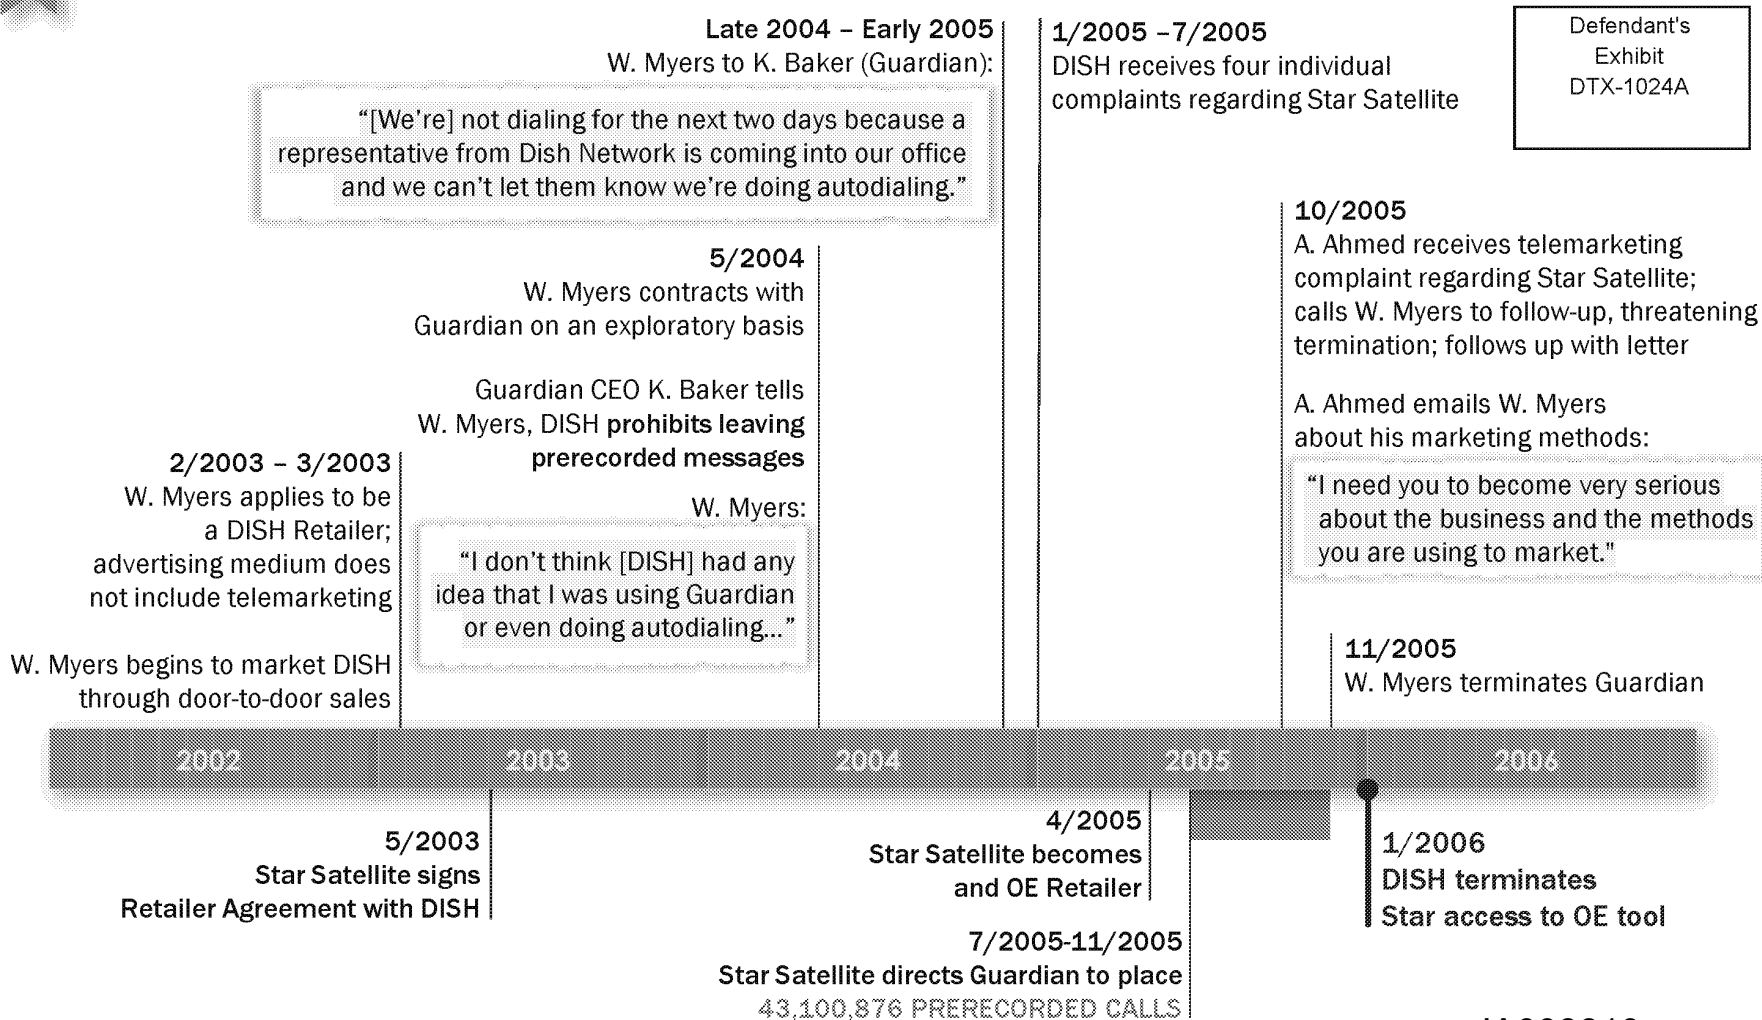 Late 2004 – Early 2005
W. Myers to K. Baker (Guardian):
“[We're] not dialing for the next two days because a
representative from Dish Network is coming into our office
and we can't let them know we're doing autodialing.”
1/2005 –7/2005
DISH receives four individual
complaints regarding Star Satellite
Defendant's
Exhibit
DTX-1024A
5/2004
W. Myers contracts with
Guardian on an exploratory basis
Guardian CEO K. Baker tells
W. Myers, DISH prohibits leaving
prerecorded messages
W. Myers:
“I don't think [DISH] had any
idea that I was using Guardian
or even doing autodialing...”
10/2005
A. Ahmed receives telemarketing
complaint regarding Star Satellite;
calls W. Myers to follow-up, threatening
termination; follows up with letter
A. Ahmed emails W. Myers
about his marketing methods:
“I need you to become very serious
about the business and the methods
you are using to market."
2/2003 – 3/2003
W. Myers applies to be
a DISH Retailer;
advertising medium does
not include telemarketing
W. Myers begins to market DISH
through door-to-door sales
11/2005
W. Myers terminates Guardian
2002 2003 2004 2005 2006
5/2003
Star Satellite signs
Retailer Agreement with DISH
4/2005
Star Satellite becomes
and OE Retailer
7/2005-11/2005
Star Satellite directs Guardian to place
43,100,876 PRERECORDED CALLS
1/2006
DISH terminates
Star access to OE tool